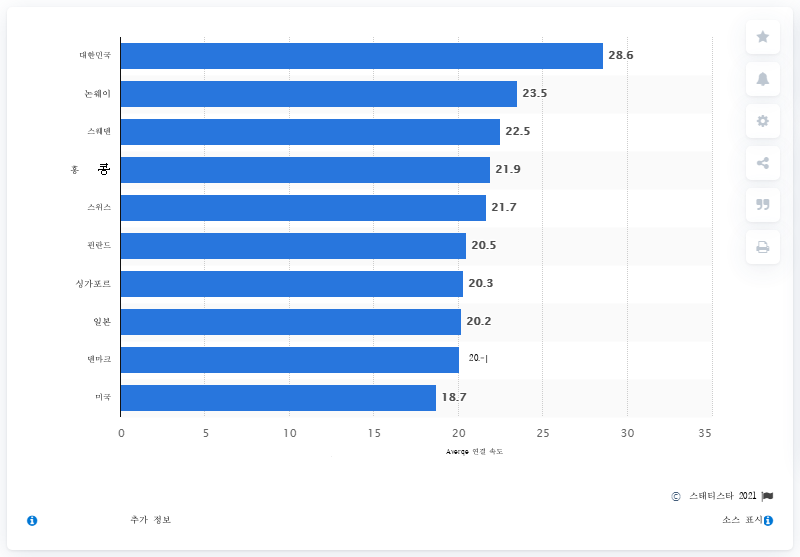 대한민국 28.6
논웨이 23.5
스웨덴 22.5
홍 콩 21.9
스위스 21.7
핀란드 20.5
싱가포르 20.3
일본 20.2
덴마크
미국 18.7
0 5 10 15 20 25 30 35
Averqe 연결 속도
© 스태티스타 2021
추가 정보 소스 표시